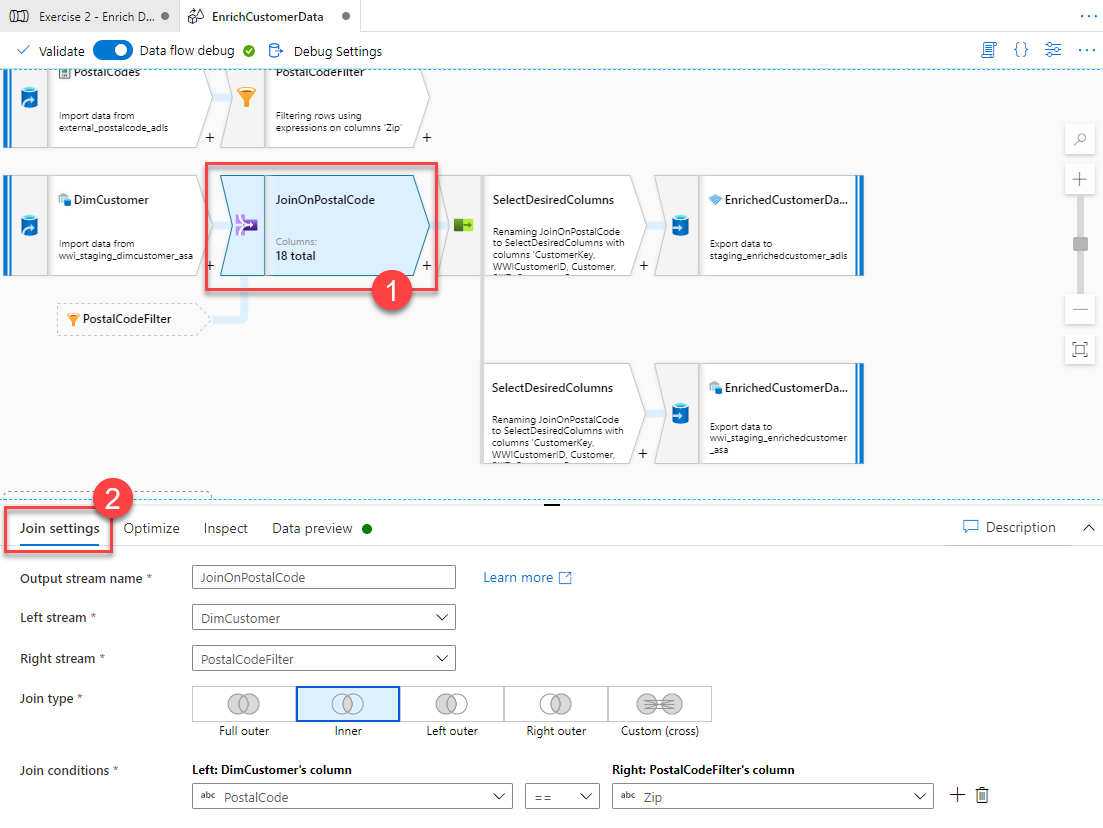 Exercise 2 - Enrich D...
EnrichCustomerData
Validate
Data flow debug
Debug Settings
PostalCodes
Import data from
external_postalcode_adls
+
PostalCodeFilter
Filtering rows using
expressions on columns 'Zip'
+
DimCustomer
Import data from
wwi_staging_dimcustomer_asa
+
JoinOnPostalCode
Columns:
18 total
+
1
SelectDesiredColumns
Renaming JoinOnPostalCode
to SelectDesiredColumns with
columns 'CustomerKey,
WWICustomerID, Customer,
+
EnrichedCustomerDa...
Export data to
staging_enrichedcustomer_adls
PostalCodeFilter
SelectDesiredColumns
Renaming JoinOnPostalCode
to SelectDesiredColumns with
columns 'CustomerKey,
WWICustomerID, Customer,
+
EnrichedCustomerDa...
Export data to
wwi_staging_enrichedcustomer
_asa
2
Join settings
Optimize
Inspect
Data preview
Description
Output stream name *
JoinOnPostalCode
Learn more
Left stream *
DimCustomer
Right stream *
PostalCodeFilter
Join type *
Full outer
Inner
Left outer
Right outer
Custom (cross)
Join conditions *
Left: DimCustomer's column
Right: PostalCodeFilter's column
abc PostalCode
==
abc Zip